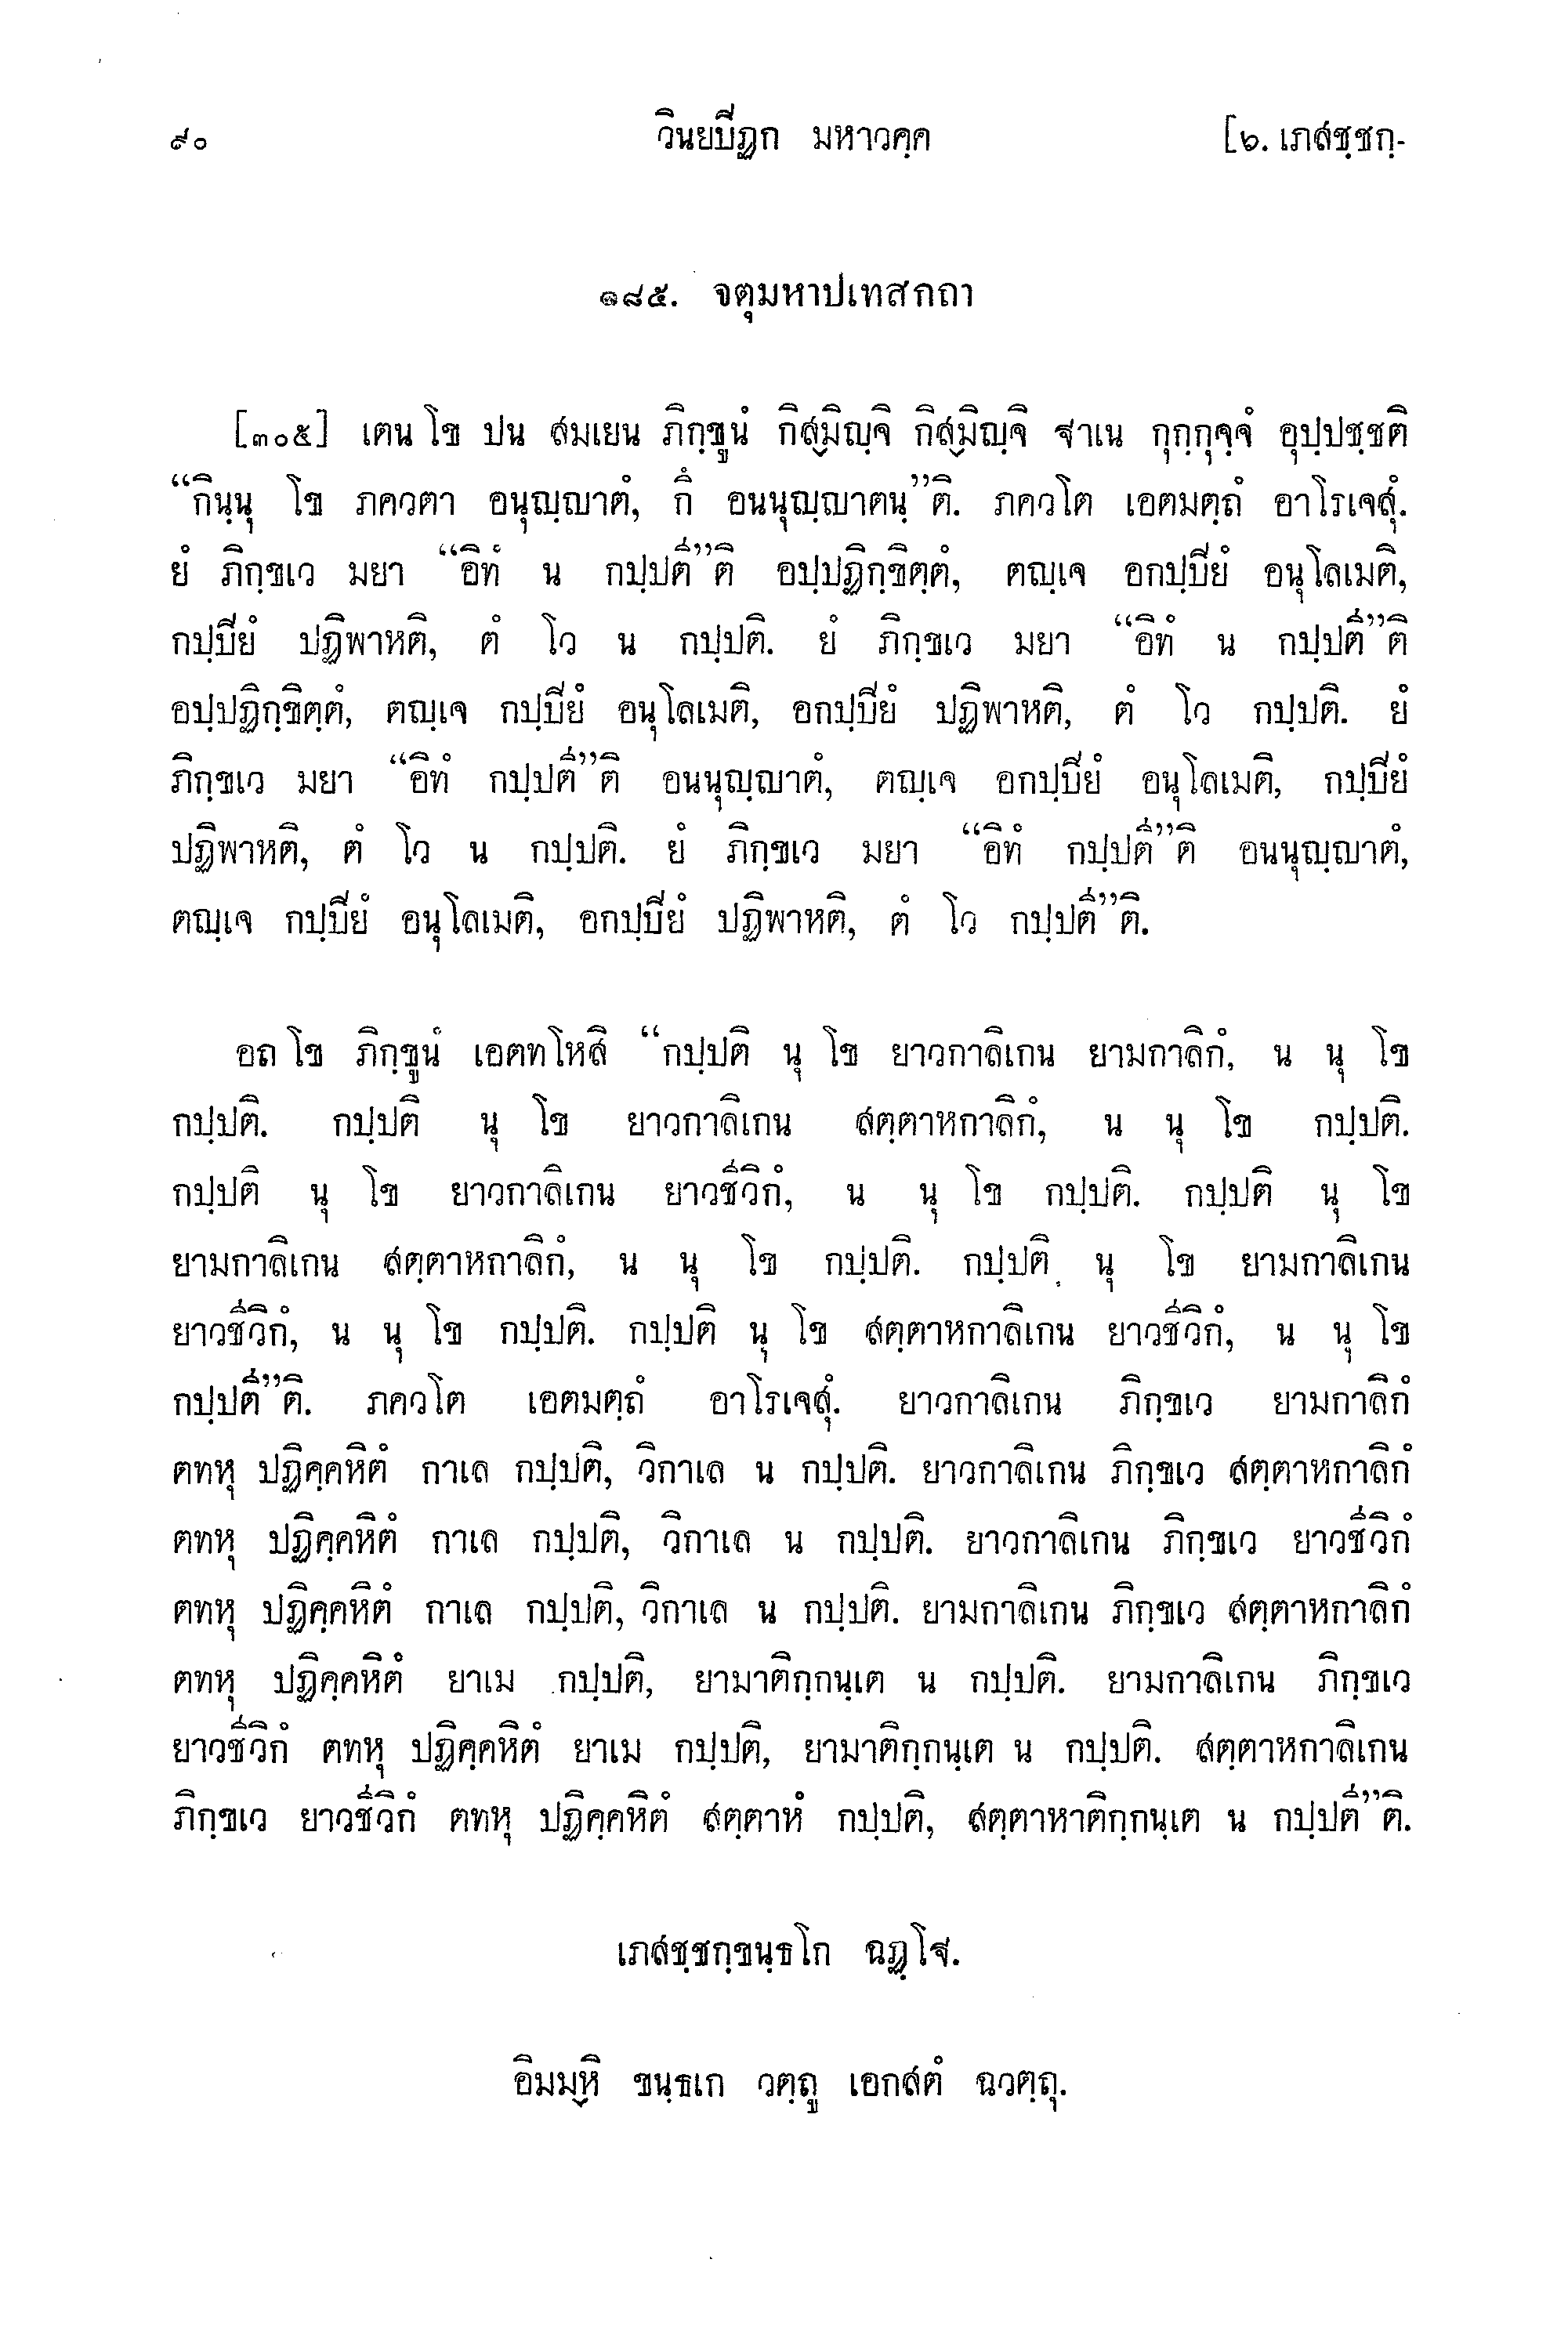 ๙๐ วินยปิฏก มหาวคฺค [๖. เภสชฺชกฺ-
๑๘๕. จตุมหาปเทสกถา
[๓๐๕] เตน โข ปน สมเยน ภิกฺขูนํ กิสฺมิญฺจิ กิสฺมิญฺจิ ฐาเน กุกฺกุจฺจํ อุปฺปชฺชติ
“กินฺนุ โข ภควตา อนุญฺญาตํ, กึ อนนุญฺญาตนฺ”ติ. ภควโต เอตมตฺถํ อาโรเจสุํ.
ยํ ภิกฺขเว มยา “อิทํ น กปฺปตี”ติ อปฺปฏิกฺขิตฺตํ, ตญฺเจ อกปฺปิยํ อนุโลเมติ,
กปฺปิยํ ปฏิพาหติ, ตํ โว น กปฺปติ. ยํ ภิกฺขเว มยา “อิทํ น กปฺปตี”ติ
อปฺปฏิกฺขิตฺตํ, ตญฺเจ กปฺปิยํ อนุโลเมติ, อกปฺปิยํ ปฏิพาหติ, ตํ โว กปฺปติ. ยํ
ภิกฺขเว มยา “อิทํ กปฺปตี”ติ อนนุญฺญาตํ, ตญฺเจ อกปฺปิยํ อนุโลเมติ, กปฺปิยํ
ปฏิพาหติ, ตํ โว น กปฺปติ. ยํ ภิกฺขเว มยา “อิทํ กปฺปตี”ติ อนนุญฺญาตํ,
ตญฺเจ กปฺปิยํ อนุโลเมติ, อกปฺปิยํ ปฏิพาหติ, ตํ โว กปฺปตี”ติ.
อถ โข ภิกฺขูนํ เอตทโหสิ “กปฺปติ นุ โข ยาวกาลิเกน ยามกาลิกํ, น นุ โข
กปฺปติ. กปฺปติ นุ โข ยาวกาลิเกน สตฺตาหกาลิกํ, น นุ โข กปฺปติ.
กปฺปติ นุ โข ยาวกาลิเกน ยาวชีวิกํ, น นุ โข กปฺปติ. กปฺปติ นุ โข
ยามกาลิเกน สตฺตาหกาลิกํ, น นุ โข กปฺปติ. กปฺปติ นุ โข ยามกาลิเกน
ยาวชีวิกํ, น นุ โข กปฺปติ. กปฺปติ นุ โข สตฺตาหกาลิเกน ยาวชีวิกํ, น นุ โข
กปฺปตี”ติ. ภควโต เอตมตฺถํ อาโรเจสุํ. ยาวกาลิเกน ภิกฺขเว ยามกาลิกํ
ตทหุ ปฏิคฺคหิตํ กาเล กปฺปติ, วิกาเล น กปฺปติ. ยาวกาลิเกน ภิกฺขเว สตฺตาหกาลิกํ
ตทหุ ปฏิคฺคหิตํ กาเล กปฺปติ, วิกาเล น กปฺปติ. ยาวกาลิเกน ภิกฺขเว ยาวชีวิกํ
ตทหุ ปฏิคฺคหิตํ กาเล กปฺปติ, วิกาเล น กปฺปติ. ยามกาลิเกน ภิกฺขเว สตฺตาหกาลิกํ
ตทหุ ปฏิคฺคหิตํ ยาเม กปฺปติ, ยามาติกฺกนฺเต น กปฺปติ. ยามกาลิเกน ภิกฺขเว
ยาวชีวิกํ ตทหุ ปฏิคฺคหิตํ ยาเม กปฺปติ, ยามาติกฺกนฺเต น กปฺปติ. สตฺตาหกาลิเกน
ภิกฺขเว ยาวชีวิกํ ตทหุ ปฏิคฺคหิตํ สตฺตาหํ กปฺปติ, สตฺตาหาติกฺกนฺเต น กปฺปตี”ติ.
เภสชฺชกฺขนฺธโก ฉฏฺโฐ.
อิมมฺหิ ขนฺธเก วตฺถู เอกสตํ ฉวตฺถุ.